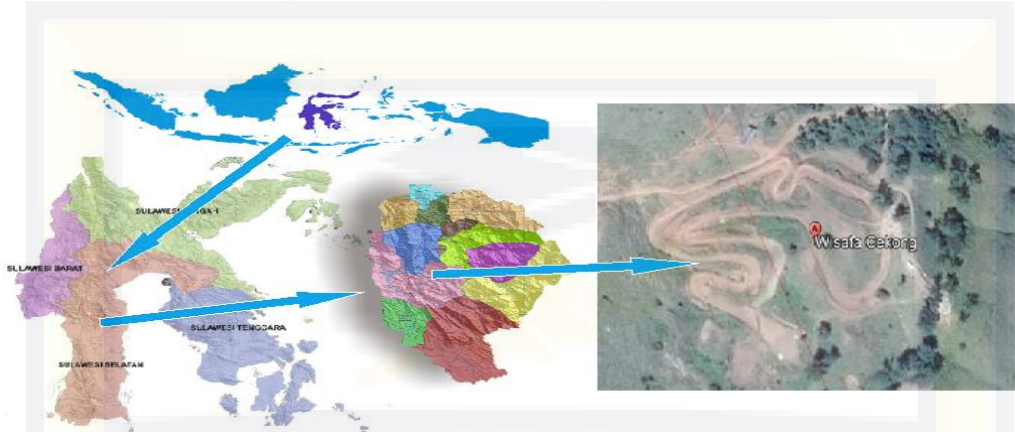 SULAWESI TENGAH
SULAWESI BARAT
SULAWESI TENGGARA
SULAWESI SELATAN
A
Wisata Cekong